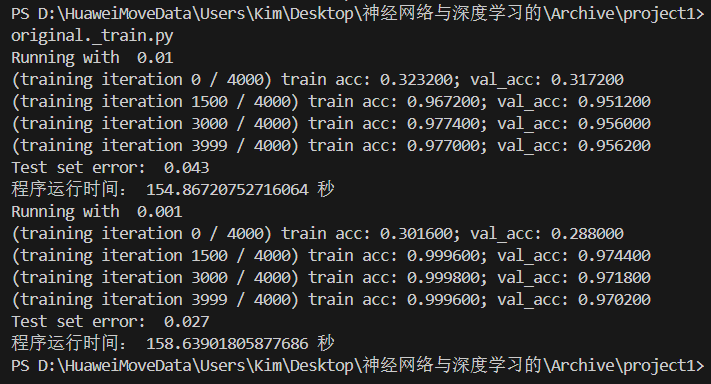 PS D:\HuaweiMoveData\Users\Kim\Desktop\神经网络与深度学习的\Archive\project1>
original._train.py
Running with  0.01
(training iteration 0 / 4000) train acc: 0.323200; val_acc: 0.317200
(training iteration 1500 / 4000) train acc: 0.967200; val_acc: 0.951200
(training iteration 3000 / 4000) train acc: 0.977400; val_acc: 0.956000
(training iteration 3999 / 4000) train acc: 0.977000; val_acc: 0.956200
Test set error:  0.043
程序运行时间： 154.86720752716064 秒
Running with  0.001
(training iteration 0 / 4000) train acc: 0.301600; val_acc: 0.288000
(training iteration 1500 / 4000) train acc: 0.999600; val_acc: 0.974400
(training iteration 3000 / 4000) train acc: 0.999800; val_acc: 0.971800
(training iteration 3999 / 4000) train acc: 0.999600; val_acc: 0.970200
Test set error:  0.027
程序运行时间： 158.63901805877686 秒
PS D:\HuaweiMoveData\Users\Kim\Desktop\神经网络与深度学习的\Archive\project1>